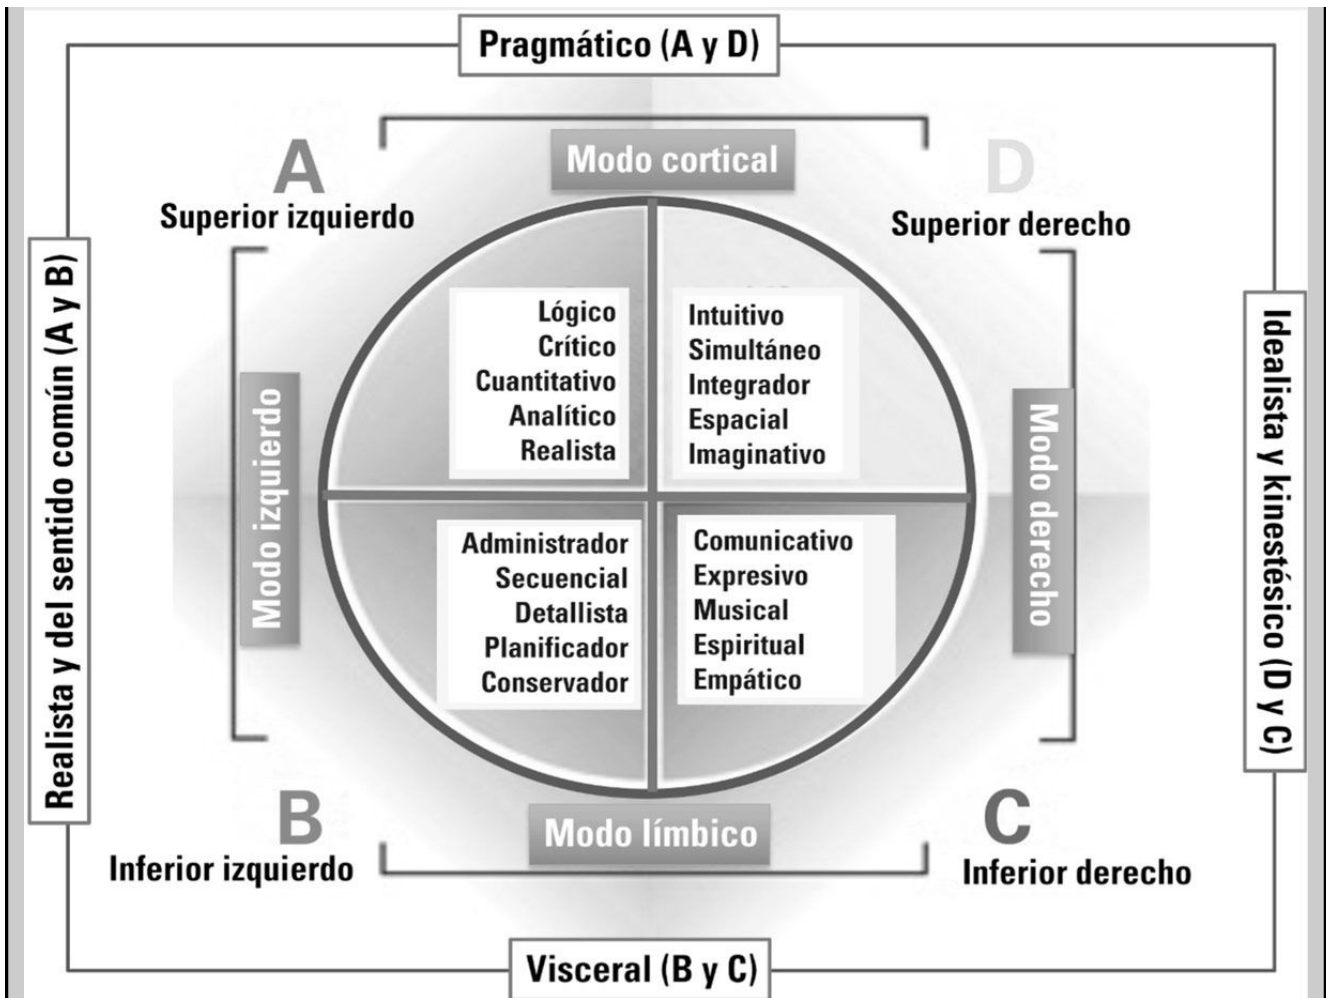 Pragmático (A y D)
A
Modo cortical
D
Superior izquierdo
Superior derecho
Realista y del sentido común (A y B)
Modo izquierdo
Lógico
Crítico
Cuantitativo
Analítico
Realista
Intuitivo
Simultáneo
Integrador
Espacial
Imaginativo
Modo derecho
Idealista y kinestésico (D y C)
Administrador
Secuencial
Detallista
Planificador
Conservador
Comunicativo
Expresivo
Musical
Espiritual
Empático
B
Modo límbico
C
Inferior izquierdo
Inferior derecho
Visceral (B y C)